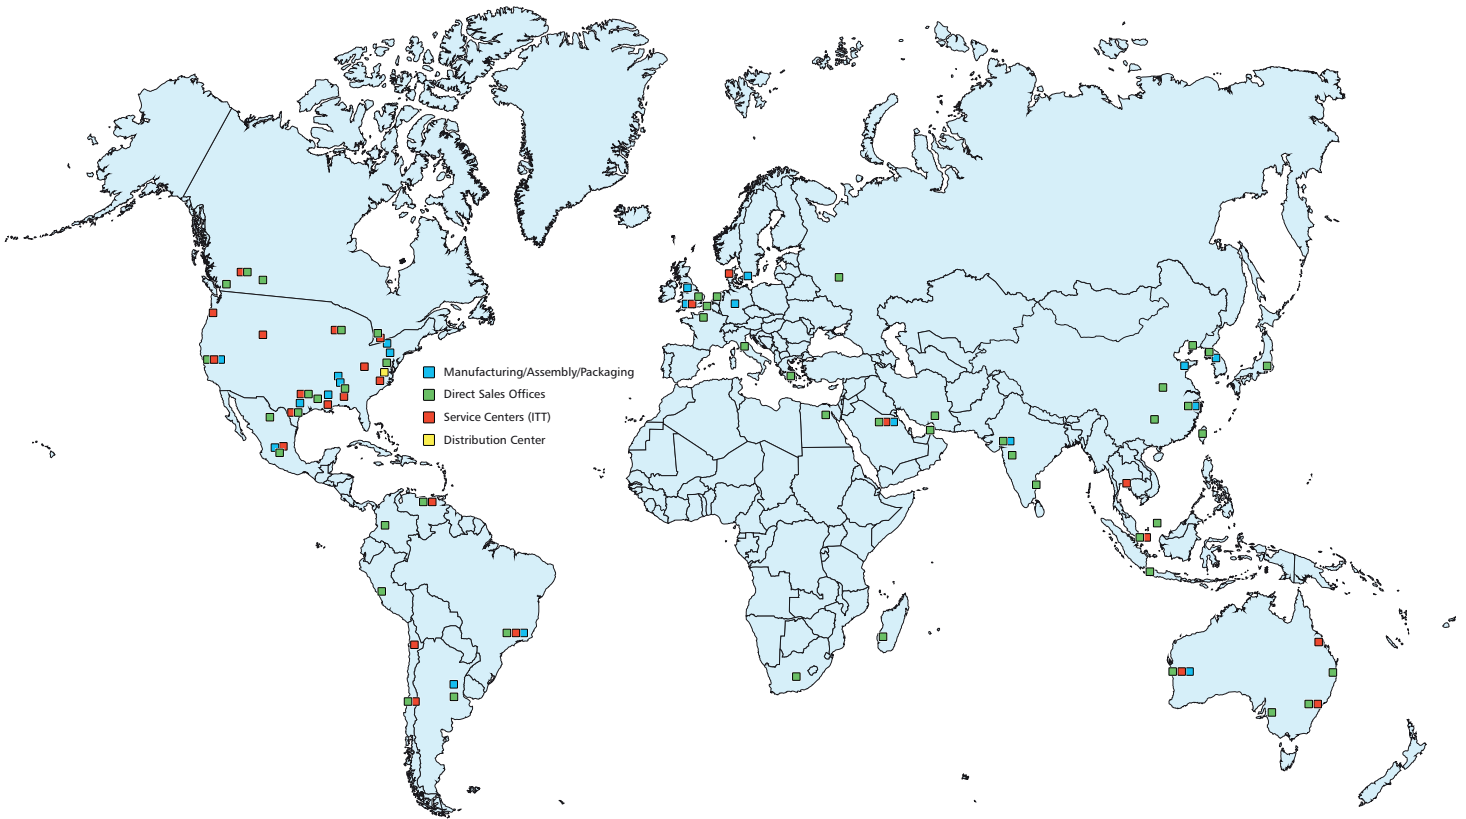 Manufacturing/Assembly/Packaging
Direct Sales Offices
Service Centers (ITT)
Distribution Center